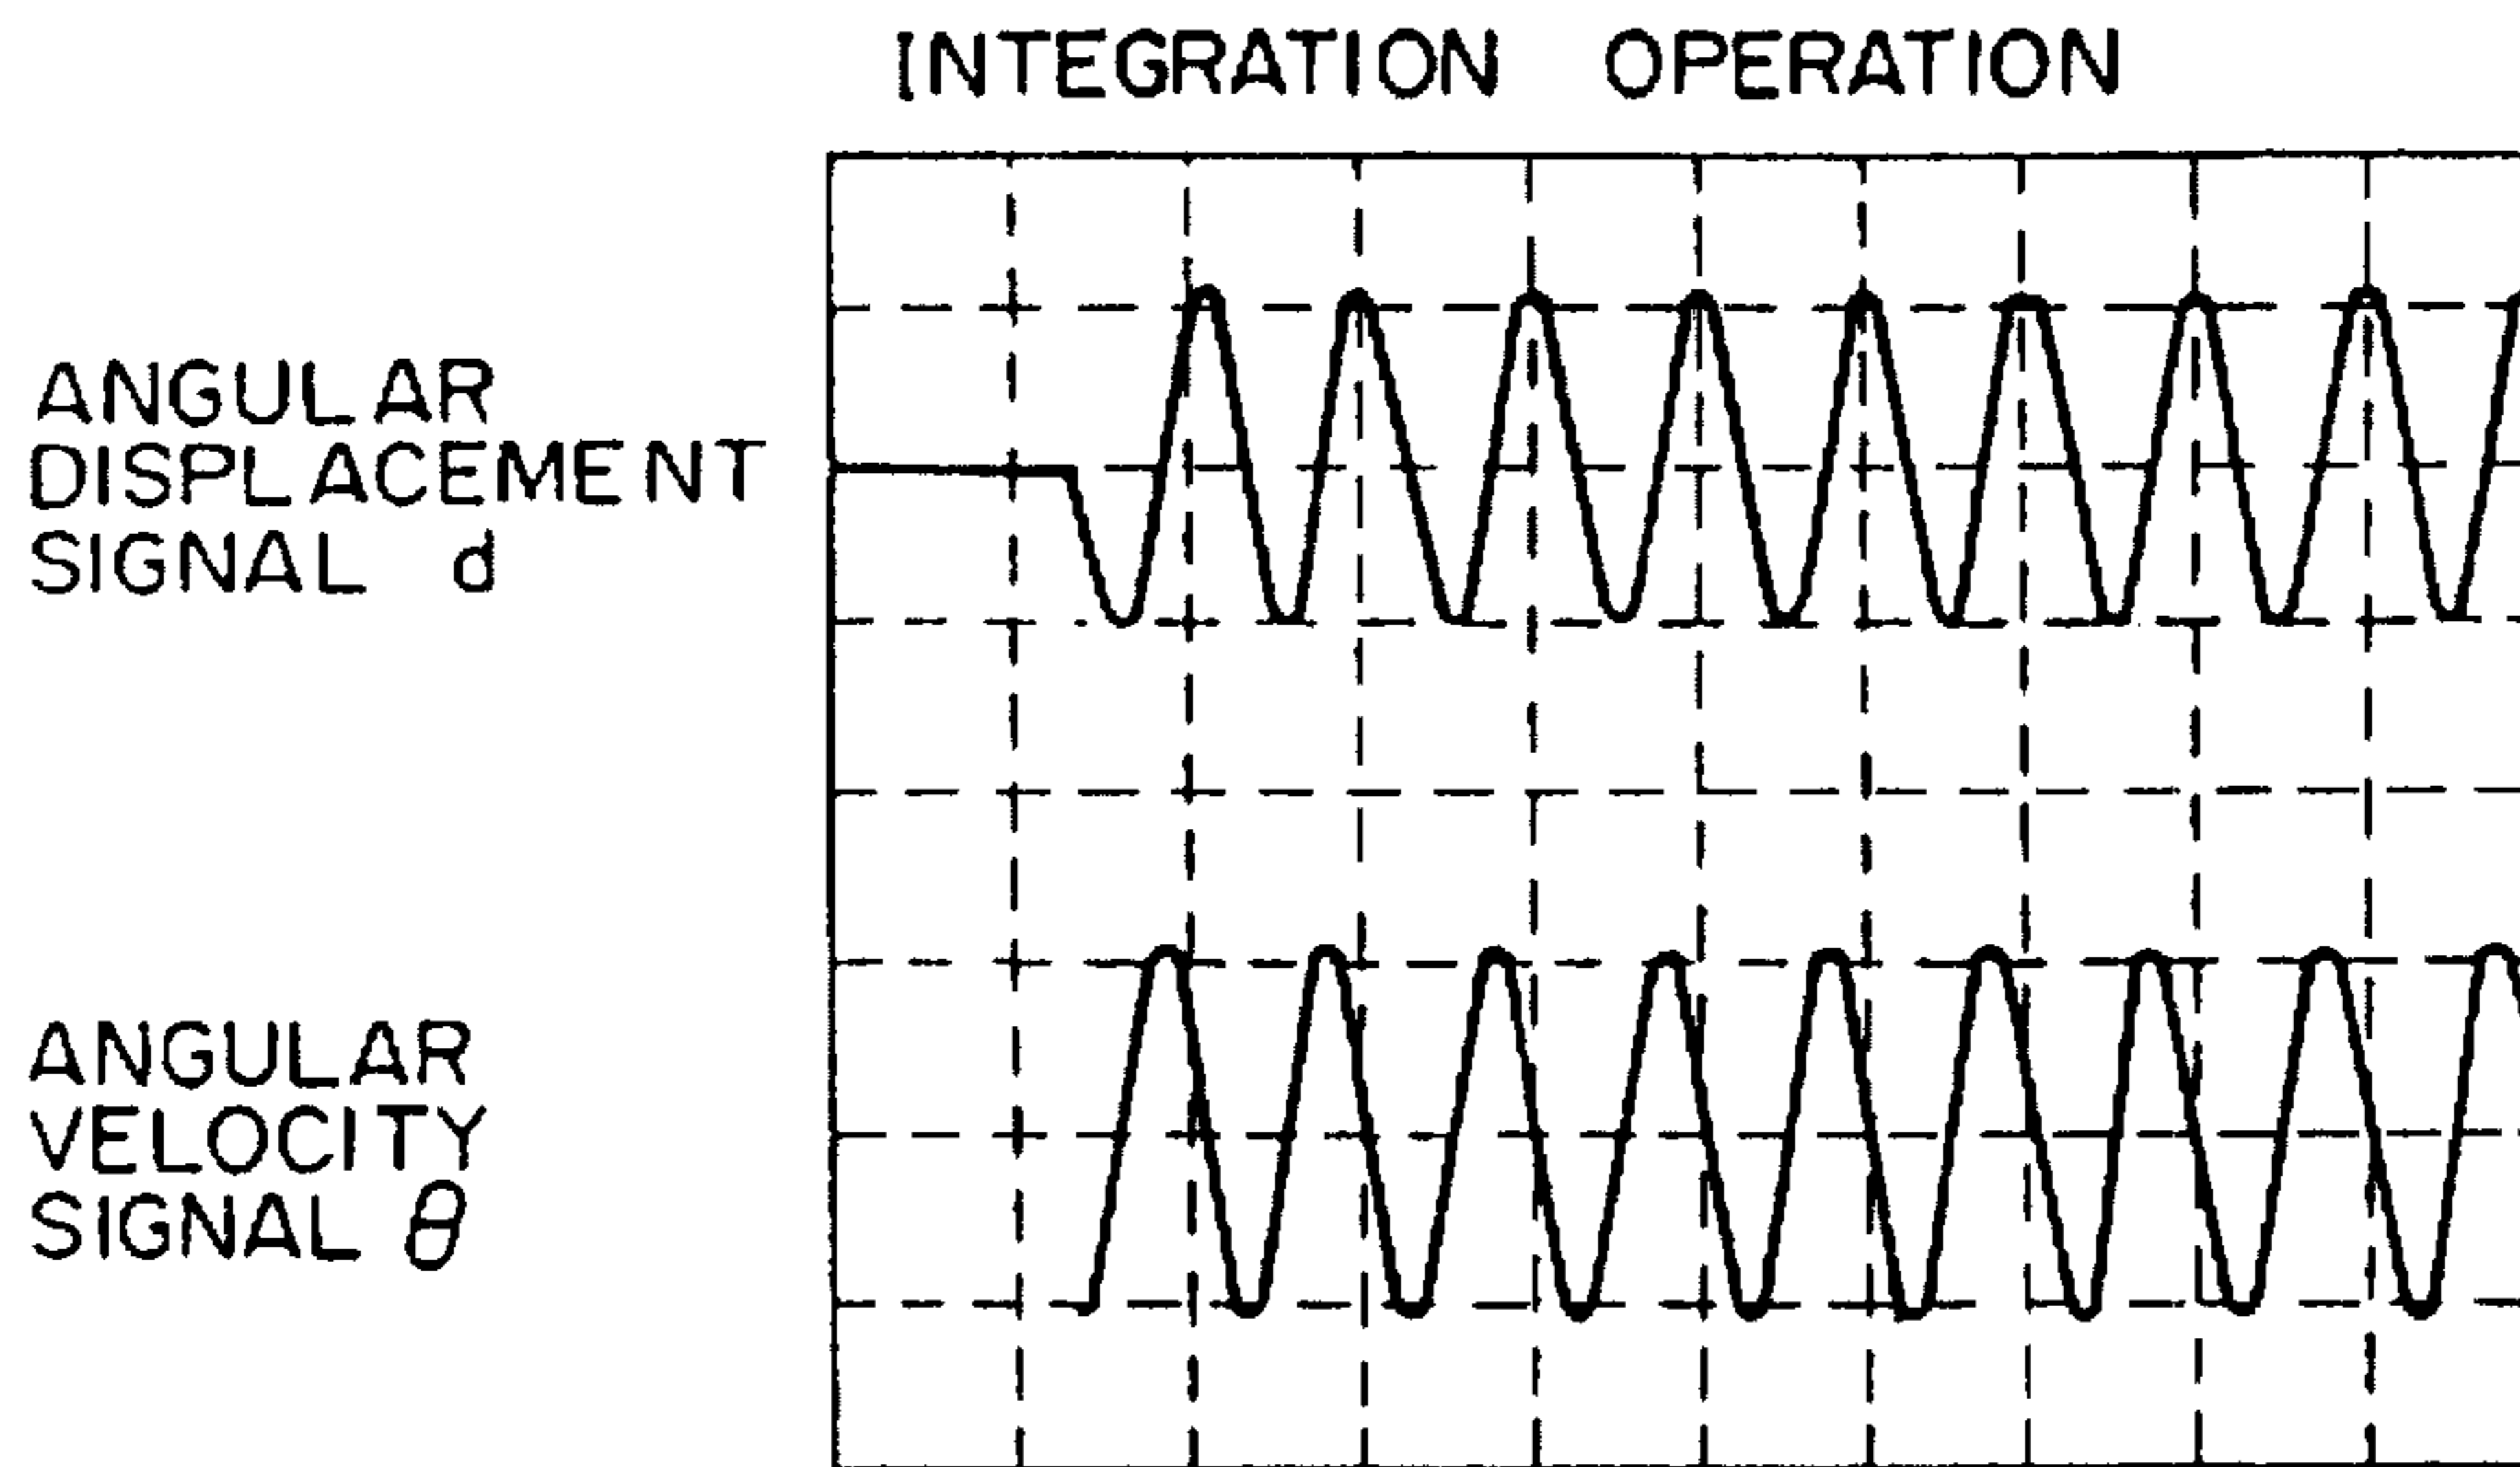 INTEGRATION OPERATION
ANGULAR
DISPLACEMENT
SIGNAL d
ANGULAR
VELOCITY
SIGNAL θ